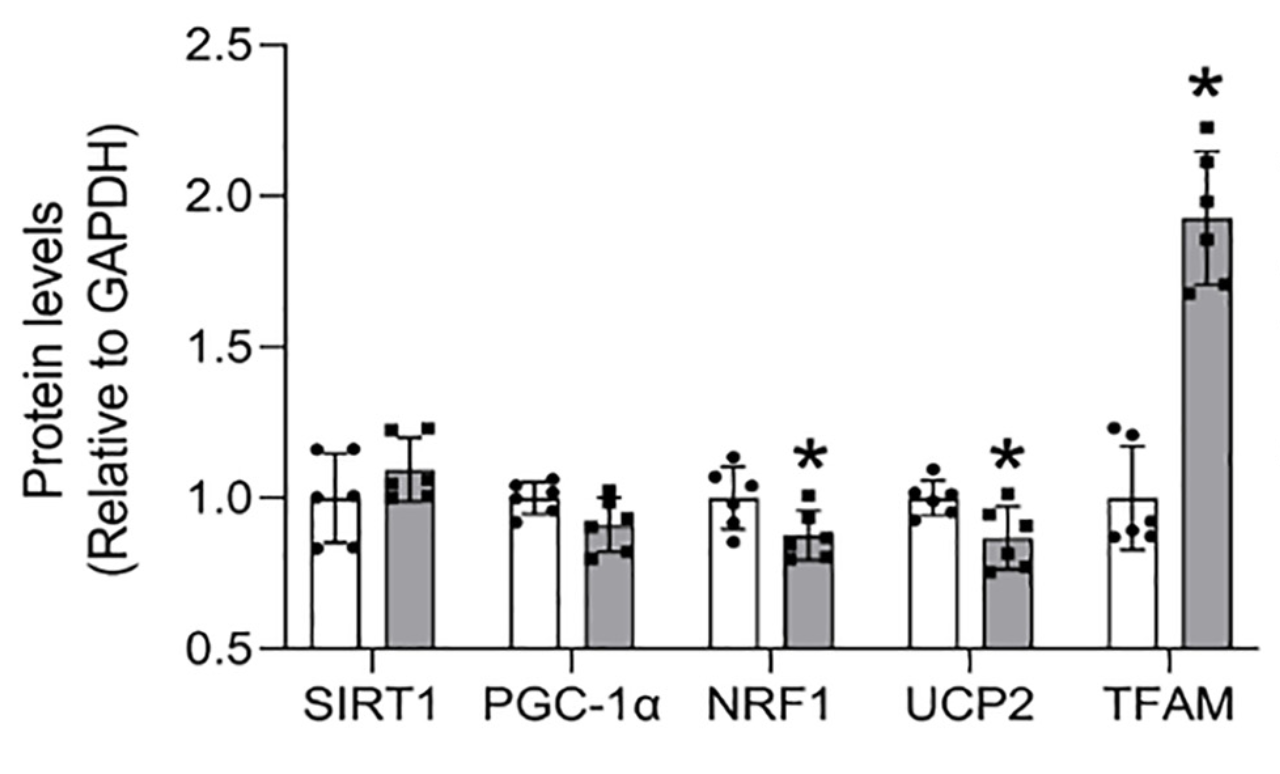 Protein levels
(Relative to GAPDH)
2.5
2.0
1.5
1.0
0.5
*
*
*
SIRT1 PGC-1α NRF1 UCP2 TFAM